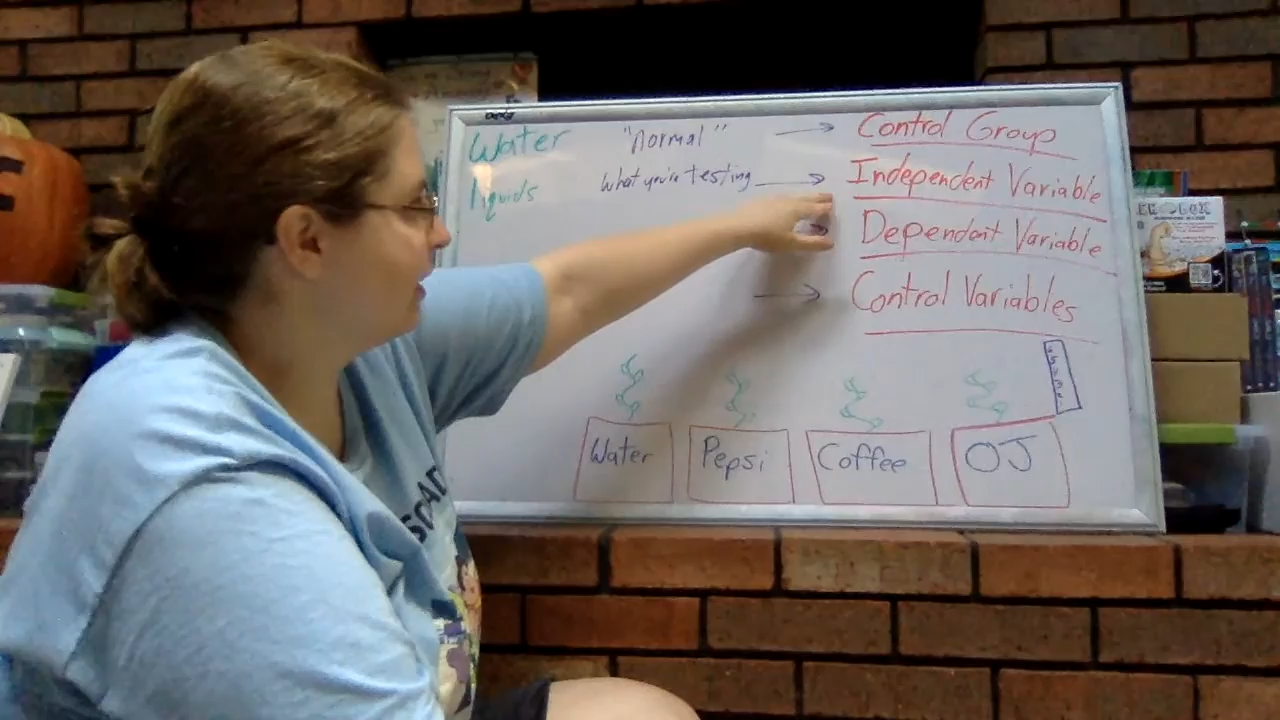 Water "normal" → Control Group
liquids What you're testing → Independent Variable
→ Dependent Variable
→ Control Variables
Water Pepsi Coffee OJ